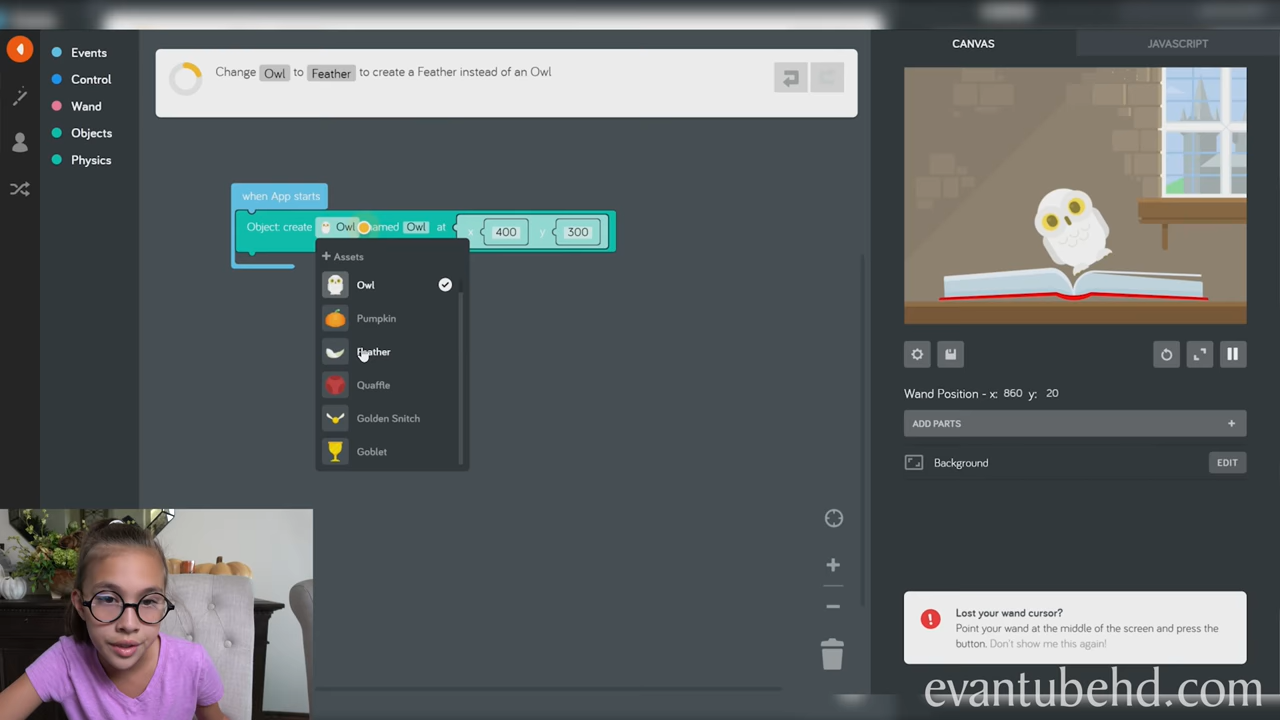 Events
Control
Wand
Objects
Physics
Change Owl to Feather to create a Feather instead of an Owl
when App starts
Object: create Owl named Owl at x 400 y 300
+ Assets
Owl
Pumpkin
Feather
Quaffle
Golden Snitch
Goblet
CANVAS
JAVASCRIPT
Wand Position - x: 860 y: 20
ADD PARTS +
Background
EDIT
Lost your wand cursor?
Point your wand at the middle of the screen and press the
button. Don't show me this again!
evantubehd.com